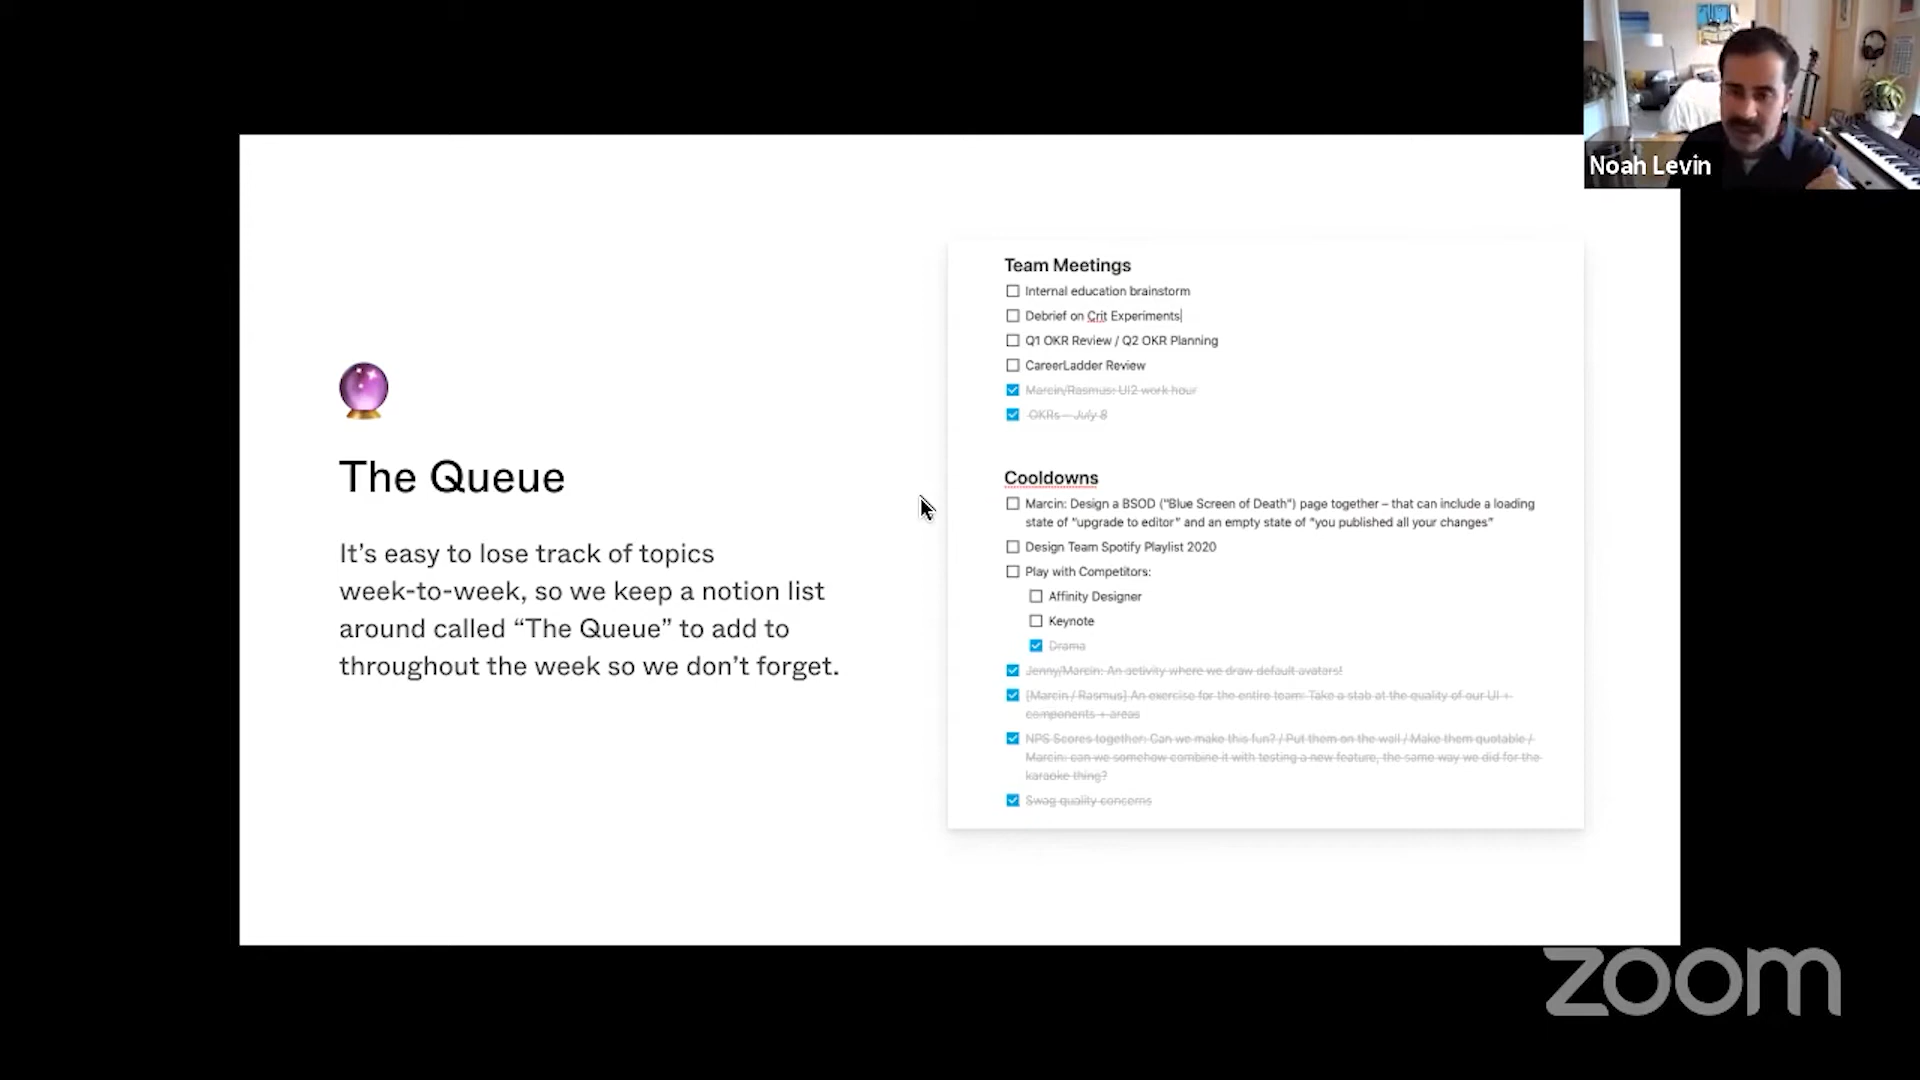 Noah Levin
The Queue
It’s easy to lose track of topics
week-to-week, so we keep a notion list
around called “The Queue” to add to
throughout the week so we don’t forget.
Team Meetings
Internal education brainstorm
Debrief on Crit Experiments
Q1 OKR Review / Q2 OKR Planning
CareerLadder Review
Marcin/Rasmus: UI2 work hour
OKRs – July 8
Cooldowns
Marcin: Design a BSOD ("Blue Screen of Death") page together – that can include a loading
state of "upgrade to editor" and an empty state of "you published all your changes"
Design Team Spotify Playlist 2020
Play with Competitors:
Affinity Designer
Keynote
Drama
Jenny/Marcin: An activity where we draw default avatars!
[Marcin / Rasmus] An exercise for the entire team: Take a stab at the quality of our UI +
components + areas
NPS Scores together: Can we make this fun? / Put them on the wall / Make them quotable /
Marcin: can we somehow combine it with testing a new feature, the same way we did for the
karaoke thing?
Swag quality concerns
zoom